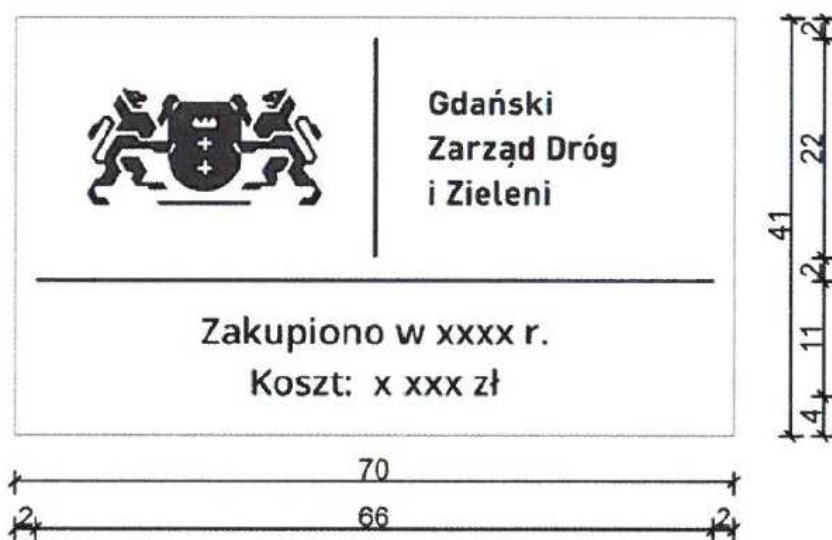 Gdański
Zarząd Dróg
i Zieleni
Zakupiono w xxxx r.
Koszt: x xxx zł
2
22
41
2
11
4
70
2
66
2